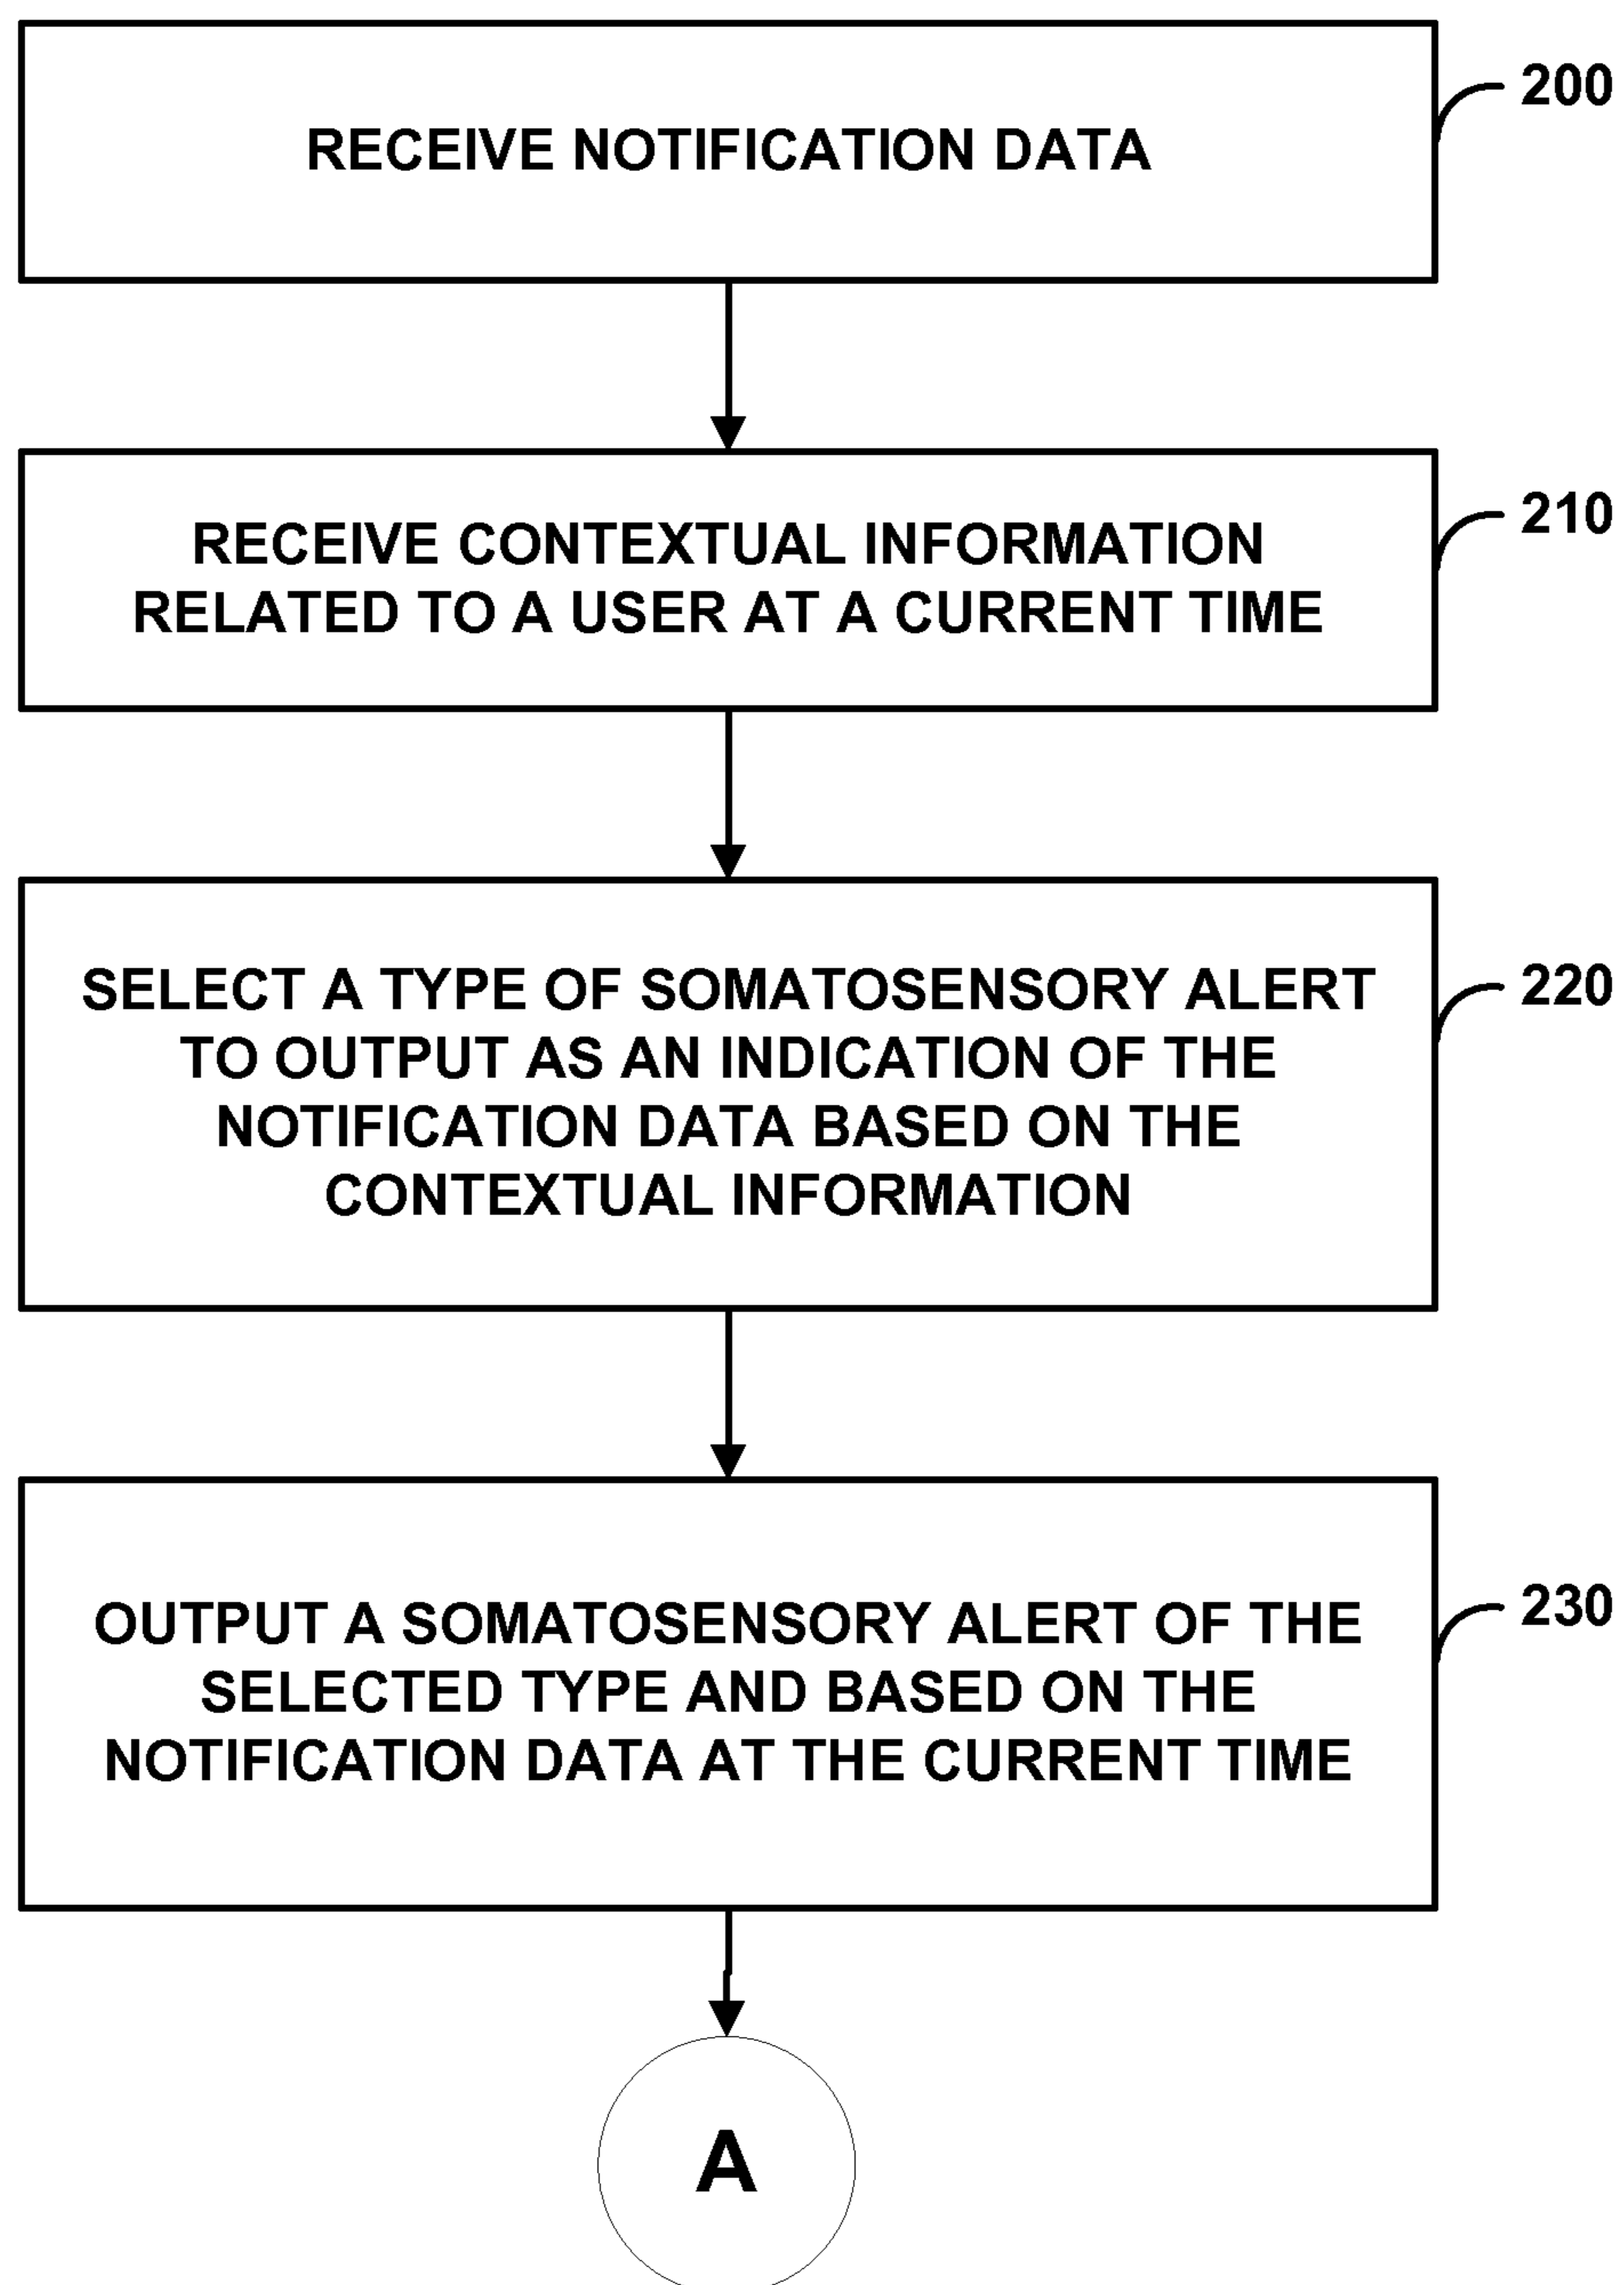 RECEIVE NOTIFICATION DATA
200
RECEIVE CONTEXTUAL INFORMATION
RELATED TO A USER AT A CURRENT TIME
210
SELECT A TYPE OF SOMATOSENSORY ALERT
TO OUTPUT AS AN INDICATION OF THE
NOTIFICATION DATA BASED ON THE
CONTEXTUAL INFORMATION
220
OUTPUT A SOMATOSENSORY ALERT OF THE
SELECTED TYPE AND BASED ON THE
NOTIFICATION DATA AT THE CURRENT TIME
230
A